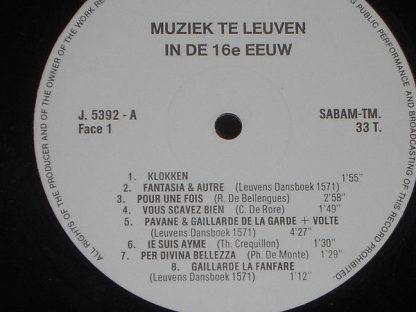 MUZIEK TE LEUVEN
IN DE 16e EEUW
J. 5392 - A
Face 1
SABAM-TM.
33 T.
1. KLOKKEN 1'55"
2. FANTASIA & AUTRE (Leuvens Dansboek 1571)
3. POUR UNE FOIS (R. De Bellengues) 2'58"
4. VOUS SCAVEZ BIEN (C. De Rore) 1'49"
5. PAVANE & GAILLARDE DE LA GARDE + VOLTE
(Leuvens Dansboek 1571) 4'27"
6. IE SUIS AYME (Th. Crequillon) 1'30"
7. PER DIVINA BELLEZZA (Ph. De Monte) 1'29"
8. GAILLARDE LA FANFARE
(Leuvens Dansboek 1571) 1'12"
ALL RIGHTS OF THE PRODUCER AND OF THE OWNER OF THE WORK RE
NG PUBLIC PERFORMANCE AND BROADCASTING OF THIS RECORD PROHIBITED.